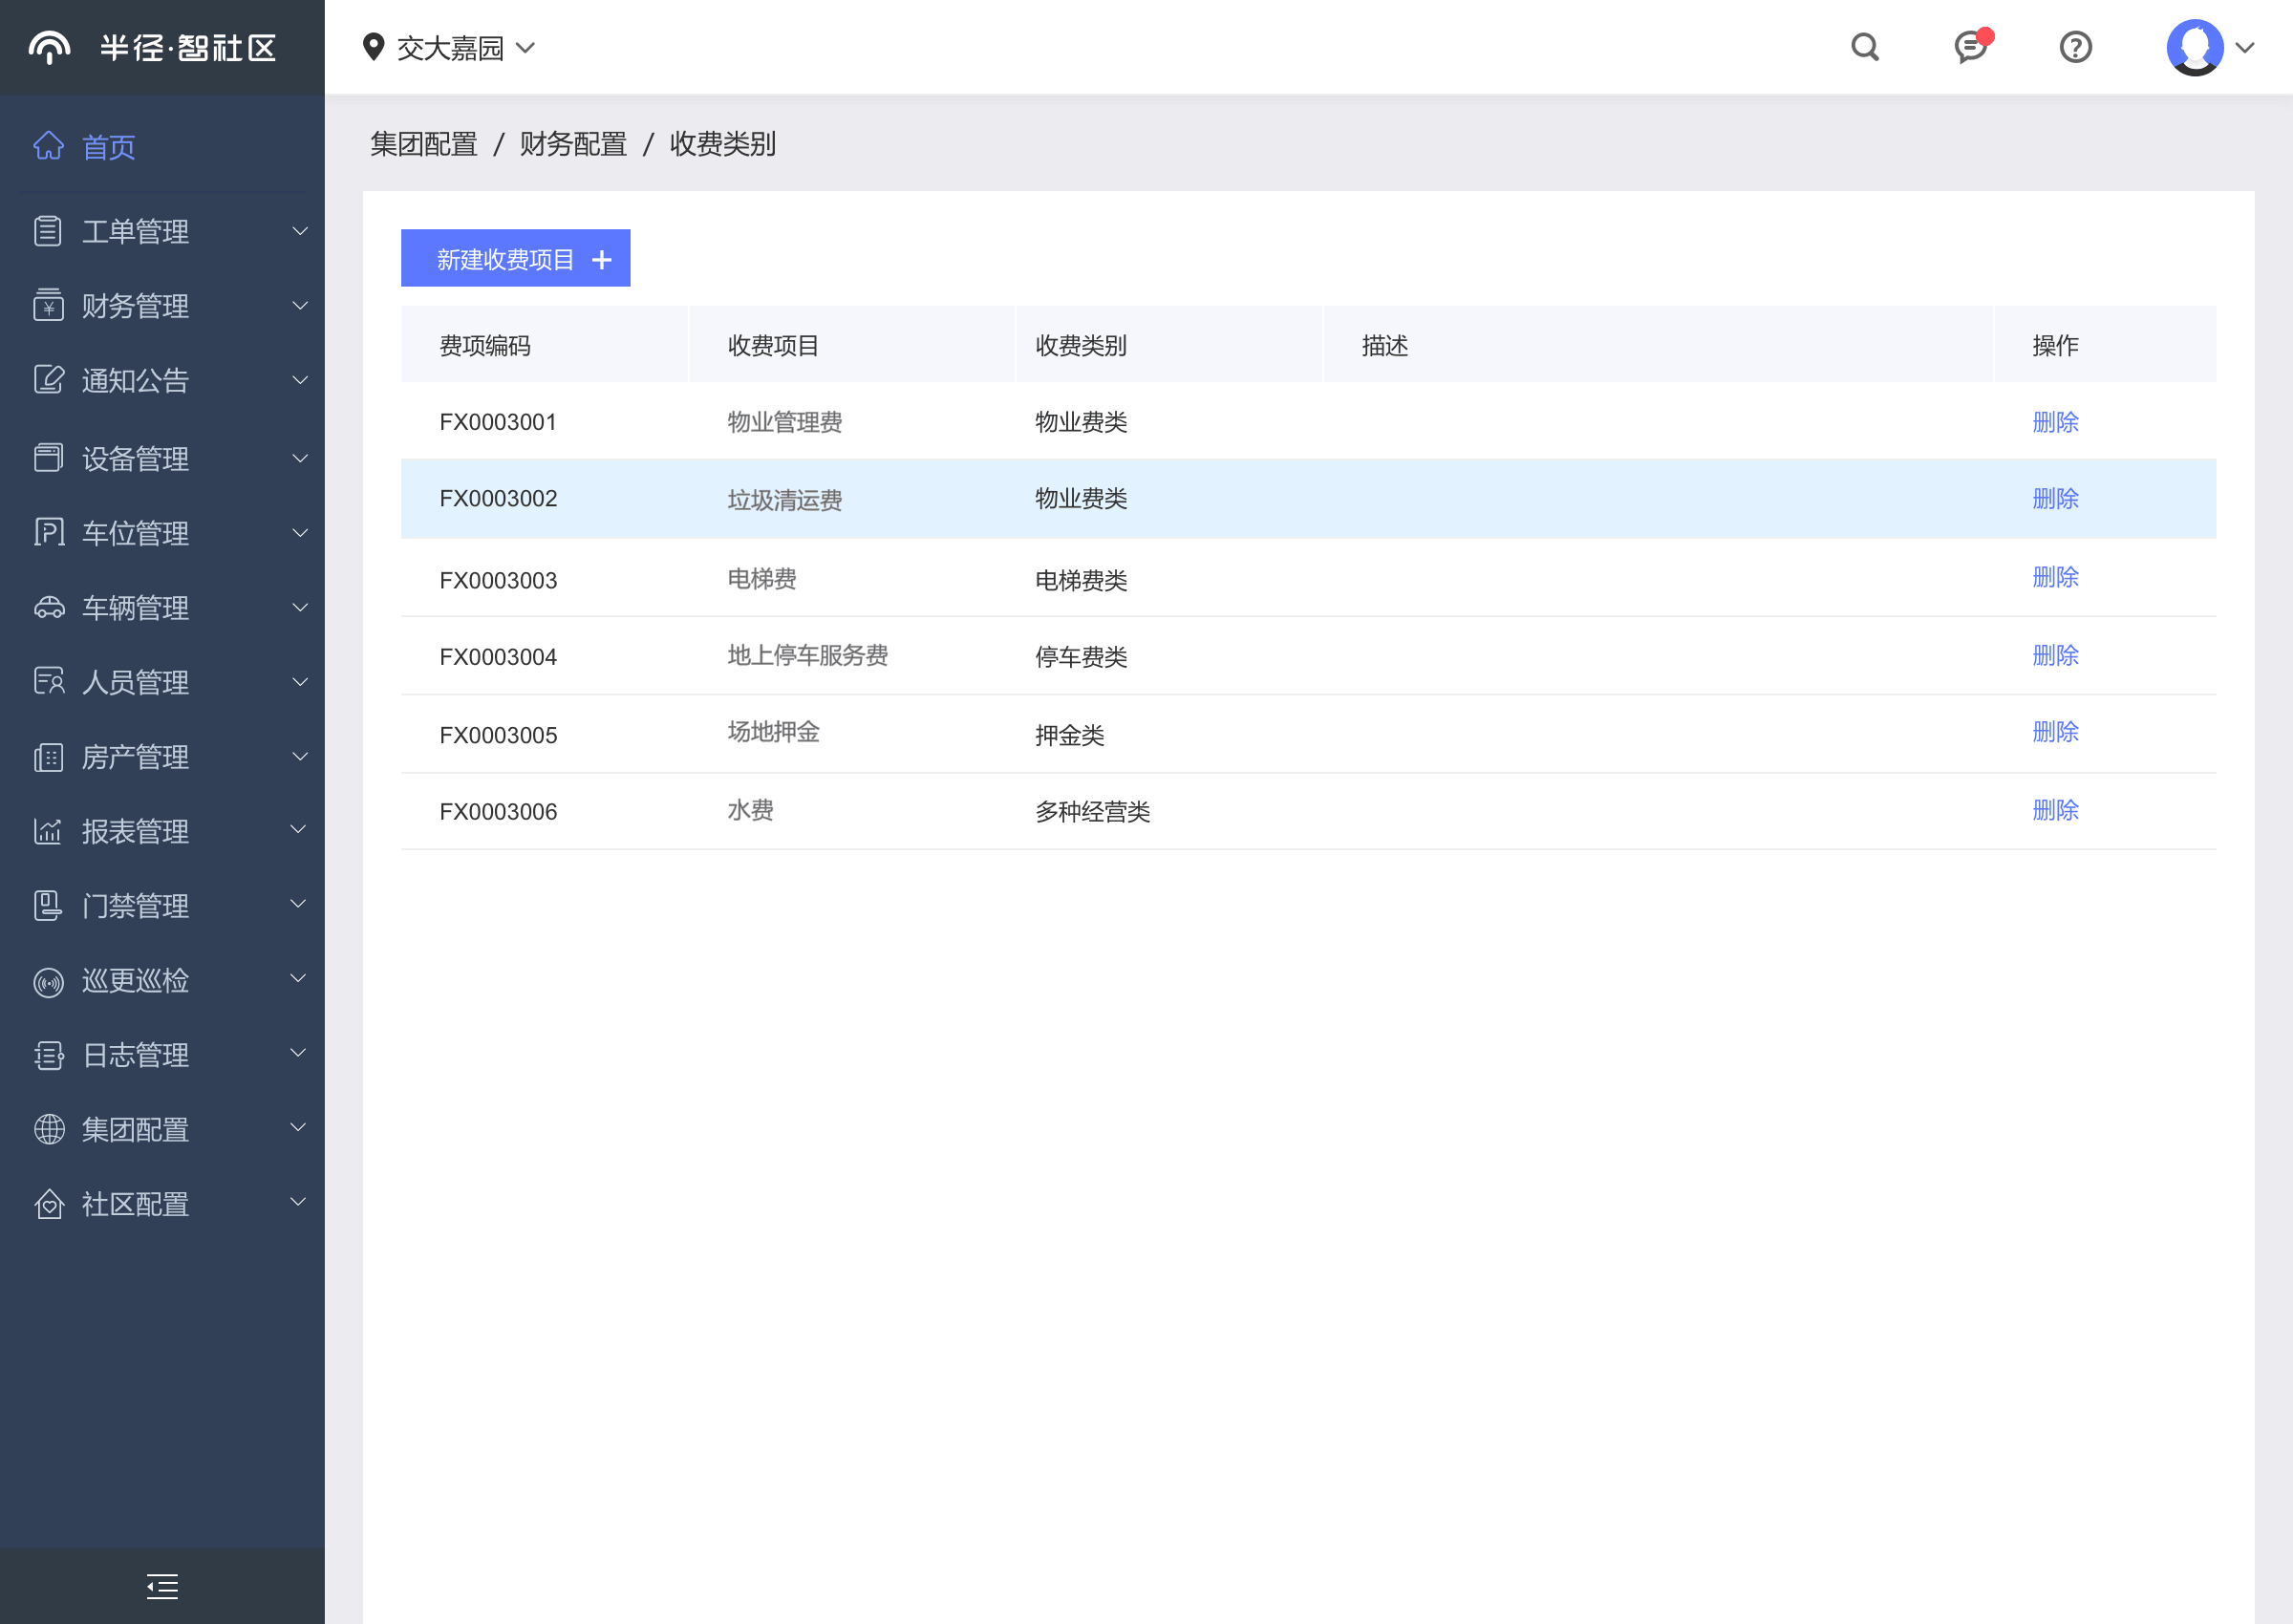 半径·智社区
交大嘉园
首页
工单管理
财务管理
通知公告
设备管理
车位管理
车辆管理
人员管理
房产管理
报表管理
门禁管理
巡更巡检
日志管理
集团配置
社区配置
集团配置 / 财务配置 / 收费类别
新建收费项目 +
费项编码 收费项目 收费类别 描述 操作
FX0003001 物业管理费 物业费类 删除
FX0003002 垃圾清运费 物业费类 删除
FX0003003 电梯费 电梯费类 删除
FX0003004 地上停车服务费 停车费类 删除
FX0003005 场地押金 押金类 删除
FX0003006 水费 多种经营类 删除